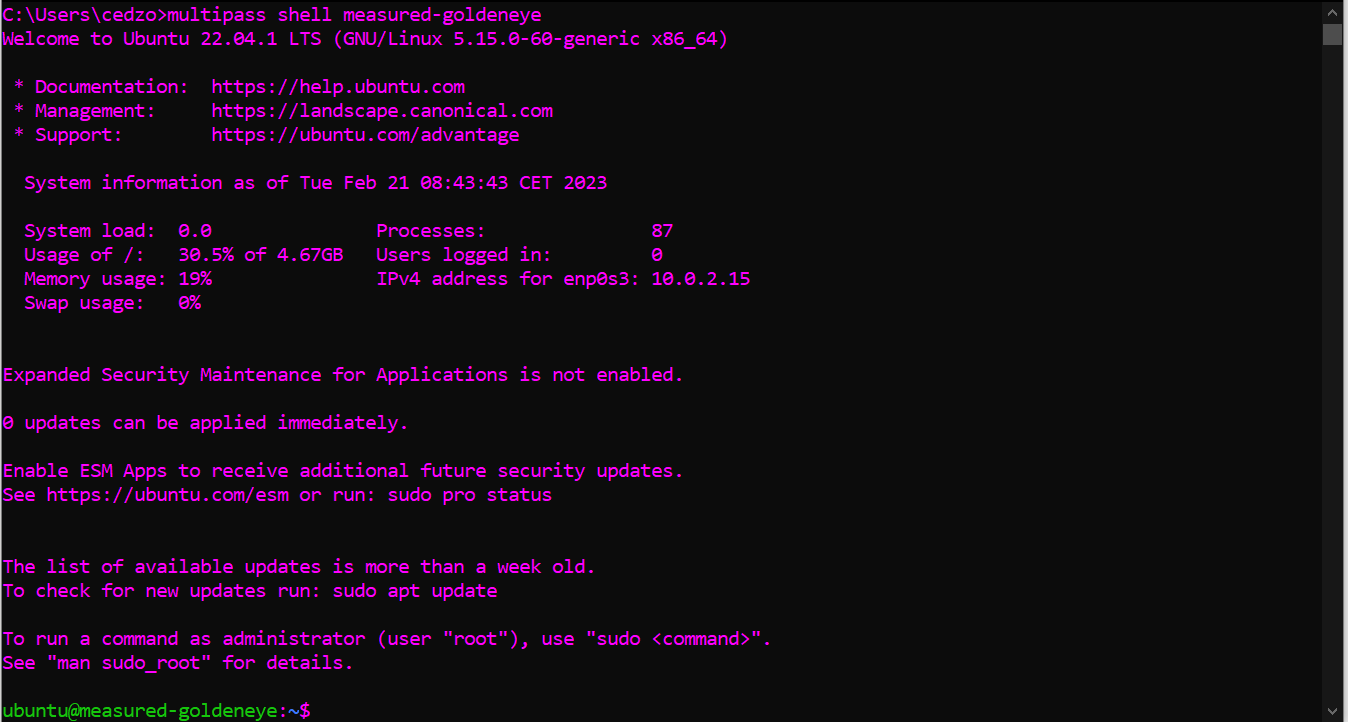 C:\Users\cedzo>multipass shell measured-goldeneye
Welcome to Ubuntu 22.04.1 LTS (GNU/Linux 5.15.0-60-generic x86_64)
* Documentation: https://help.ubuntu.com
* Management: https://landscape.canonical.com
* Support: https://ubuntu.com/advantage
System information as of Tue Feb 21 08:43:43 CET 2023
System load: 0.0 Processes: 87
Usage of /: 30.5% of 4.67GB Users logged in: 0
Memory usage: 19% IPv4 address for enp0s3: 10.0.2.15
Swap usage: 0%
Expanded Security Maintenance for Applications is not enabled.
0 updates can be applied immediately.
Enable ESM Apps to receive additional future security updates.
See https://ubuntu.com/esm or run: sudo pro status
The list of available updates is more than a week old.
To check for new updates run: sudo apt update
To run a command as administrator (user "root"), use "sudo <command>".
See "man sudo_root" for details.
ubuntu@measured-goldeneye:~$